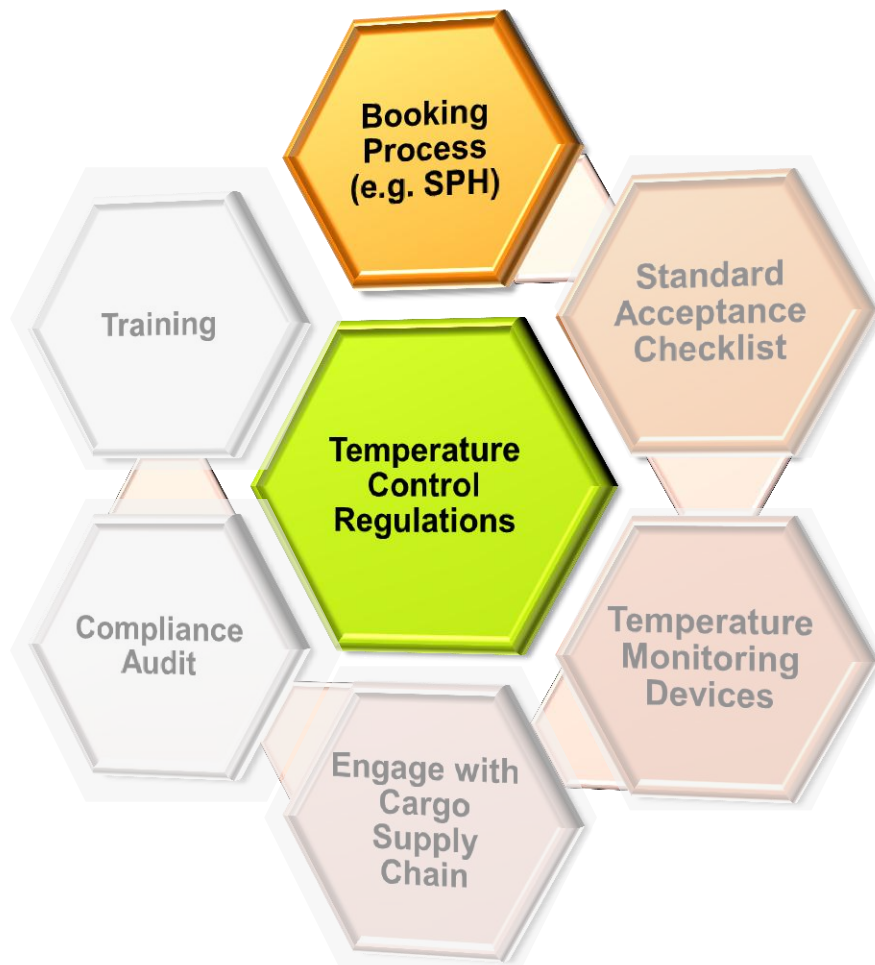 Booking
Process
(e.g. SPH)
Standard
Acceptance
Checklist
Training
Temperature
Control
Regulations
Temperature
Monitoring
Devices
Compliance
Audit
Engage with
Cargo
Supply
Chain